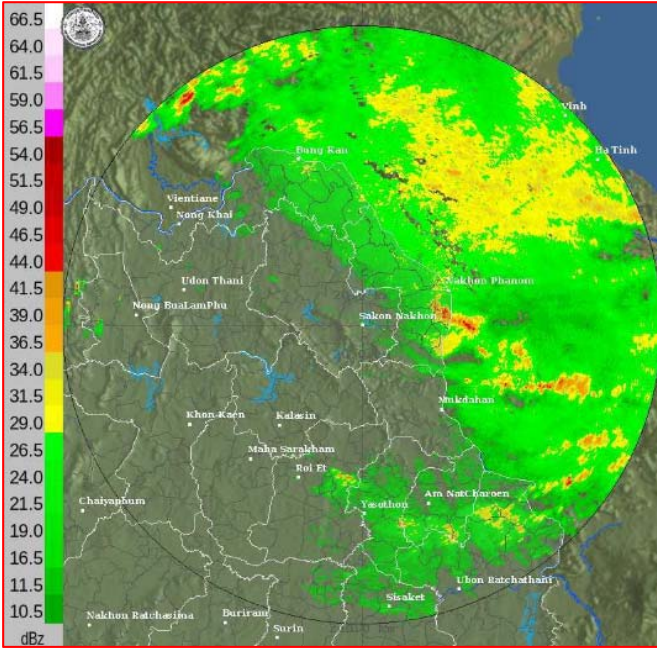 66.5
64.0
61.5
59.0
56.5
54.0
51.5
49.0
46.5
44.0
41.5
39.0
36.5
34.0
31.5
29.0
26.5
24.0
21.5
19.0
16.5
11.5
10.5
dBz
Vinh
Ha Tinh
Bung Kan
Vientiane
Nong Khai
Udon Thani
Nakhon Phanom
Nong BuaLamPhu
Sakon Nakhon
Mukdahan
Khon Kaen
Kalasin
Maha Sarakham
Roi Et
Chaiyaphum
Yasothon
Am NatCharoen
Ubon Ratchathani
Sisaket
Nakhon Ratchasiima
Buriram
Surin